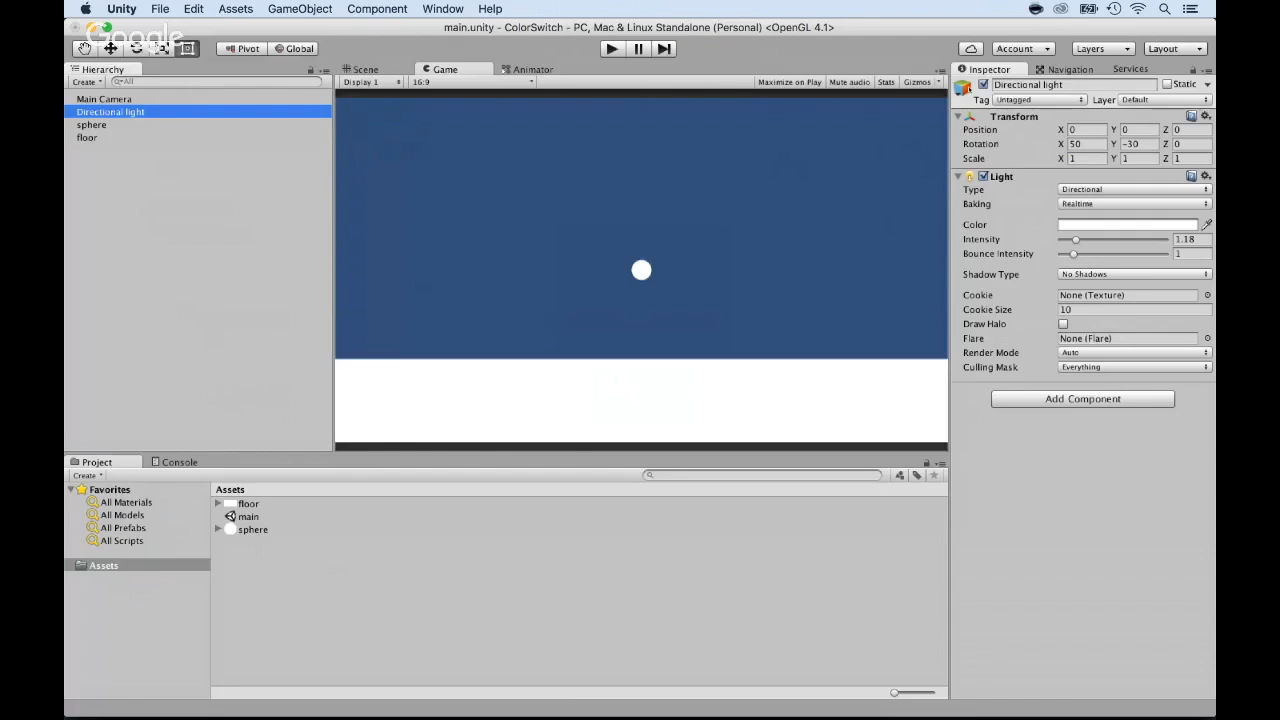 Unity File Edit Assets GameObject Component Window Help
main.unity - ColorSwitch - PC, Mac & Linux Standalone (Personal) <OpenGL 4.1>
Google
Pivot Global Account Layers Layout
Hierarchy Scene Game Animator Inspector Navigation Services
Create All Display 1 16:9 Maximize on Play Mute audio Stats Gizmos Directional light Static
Main Camera Tag Untagged Layer Default
Directional light
sphere
floor
Transform
Position X 0 Y 0 Z 0
Rotation X 50 Y -30 Z 0
Scale X 1 Y 1 Z 1
Light
Type Directional
Baking Realtime
Color
Intensity 1.18
Bounce Intensity 1
Shadow Type No Shadows
Cookie None (Texture)
Cookie Size 10
Draw Halo
Flare None (Flare)
Render Mode Auto
Culling Mask Everything
Add Component
Project Console
Create
Favorites Assets
All Materials floor
All Models main
All Prefabs sphere
All Scripts
Assets